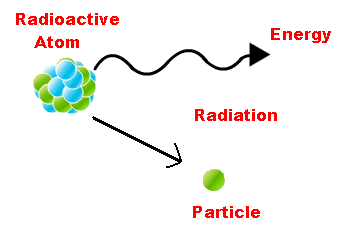 Radioactive
Atom
Energy
Radiation
Particle